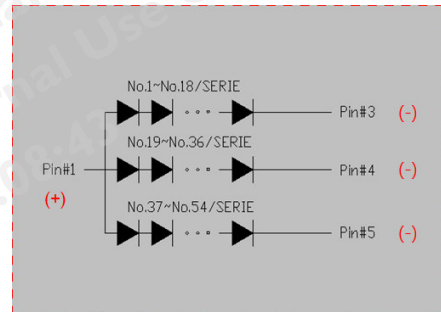 No.1~No.18/SERIE
Pin#3 (-)
No.19~No.36/SERIE
Pin#1
Pin#4 (-)
(+)
No.37~No.54/SERIE
Pin#5 (-)